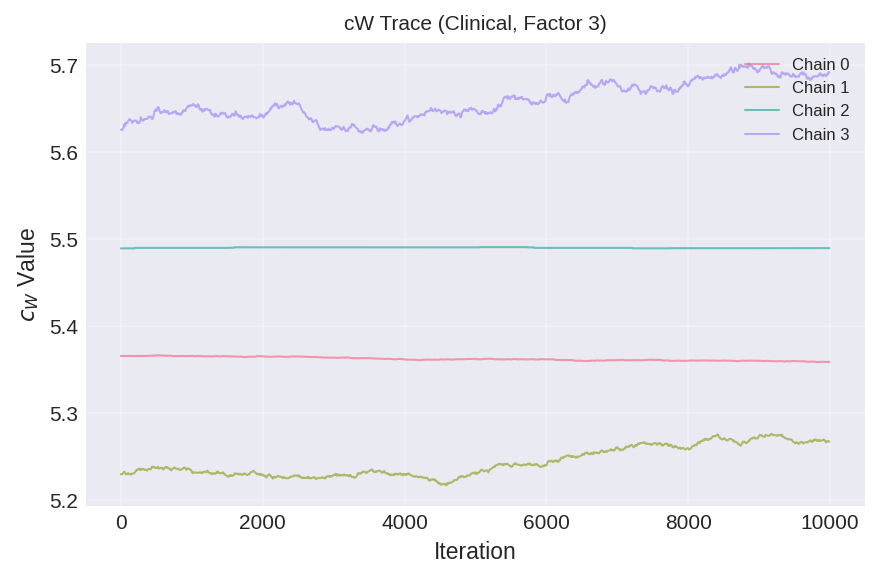 cW Trace (Clinical, Factor 3)
5.7
5.6
5.5
5.4
5.3
5.2
c_W Value
0
2000
4000
6000
8000
10000
Iteration
Chain 0
Chain 1
Chain 2
Chain 3